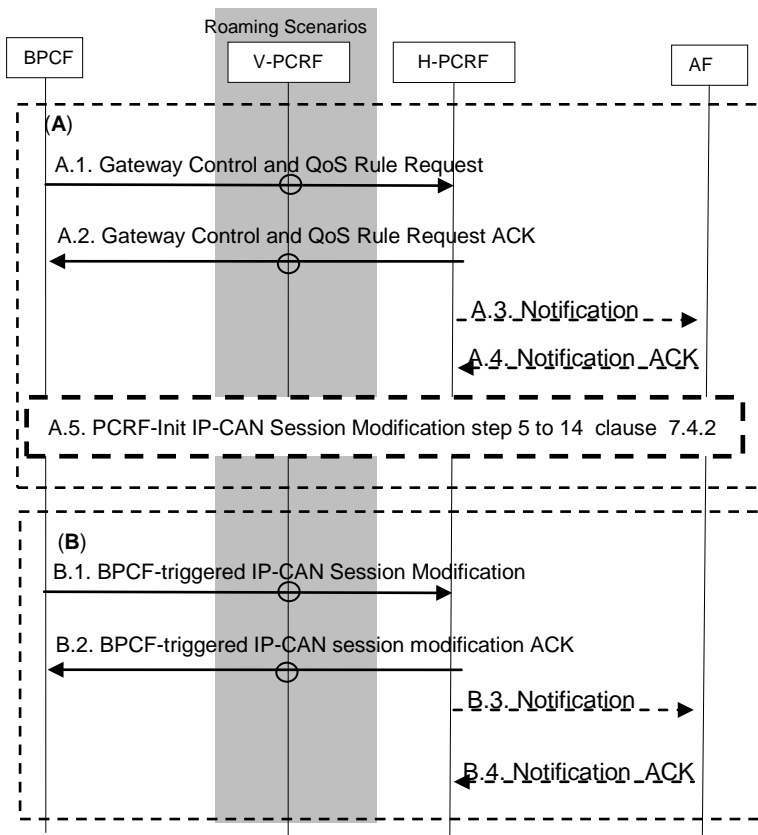 Roaming Scenarios
BPCF
V-PCRF
H-PCRF
AF
(A)
A.1. Gateway Control and QoS Rule Request
A.2. Gateway Control and QoS Rule Request ACK
A.3. Notification
A.4. Notification ACK
A.5. PCRF-Init IP-CAN Session Modification step 5 to 14 clause 7.4.2
(B)
B.1. BPCF-triggered IP-CAN Session Modification
B.2. BPCF-triggered IP-CAN session modification ACK
B.3. Notification
B.4. Notification ACK